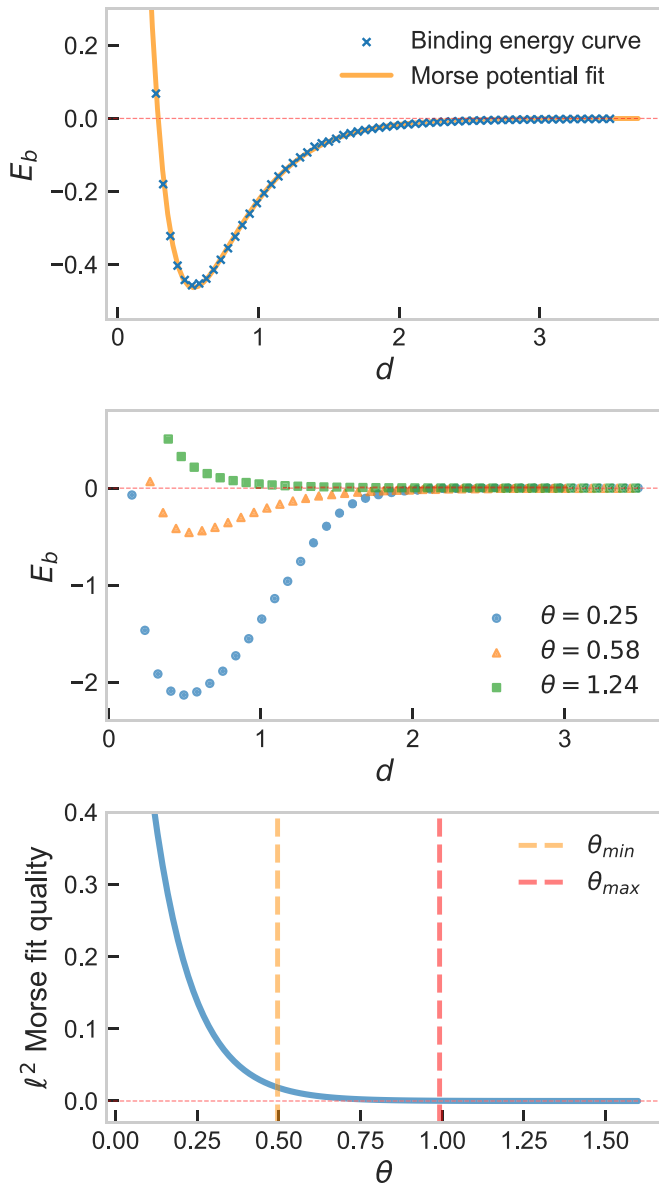 0.2
0.0
−0.2
−0.4
E_b
Binding energy curve
Morse potential fit
0 1 2 3
d
0
−1
−2
E_b
θ = 0.25
θ = 0.58
θ = 1.24
0 1 2 3
d
0.4
0.3
0.2
0.1
0.0
ℓ² Morse fit quality
θ_min
θ_max
0.00 0.25 0.50 0.75 1.00 1.25 1.50
θ